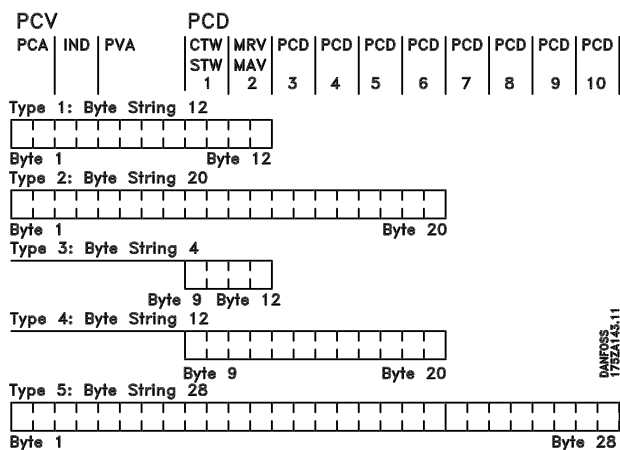 PCV PCD
PCA IND PVA CTW MRV PCD PCD PCD PCD PCD PCD PCD PCD
STW MAV
1 2 3 4 5 6 7 8 9 10
Type 1: Byte String 12
Byte 1 Byte 12
Type 2: Byte String 20
Byte 1 Byte 20
Type 3: Byte String 4
Byte 9 Byte 12
Type 4: Byte String 12
Byte 9 Byte 20
Type 5: Byte String 28
Byte 1 Byte 28
DANFOSS
175ZA143.11